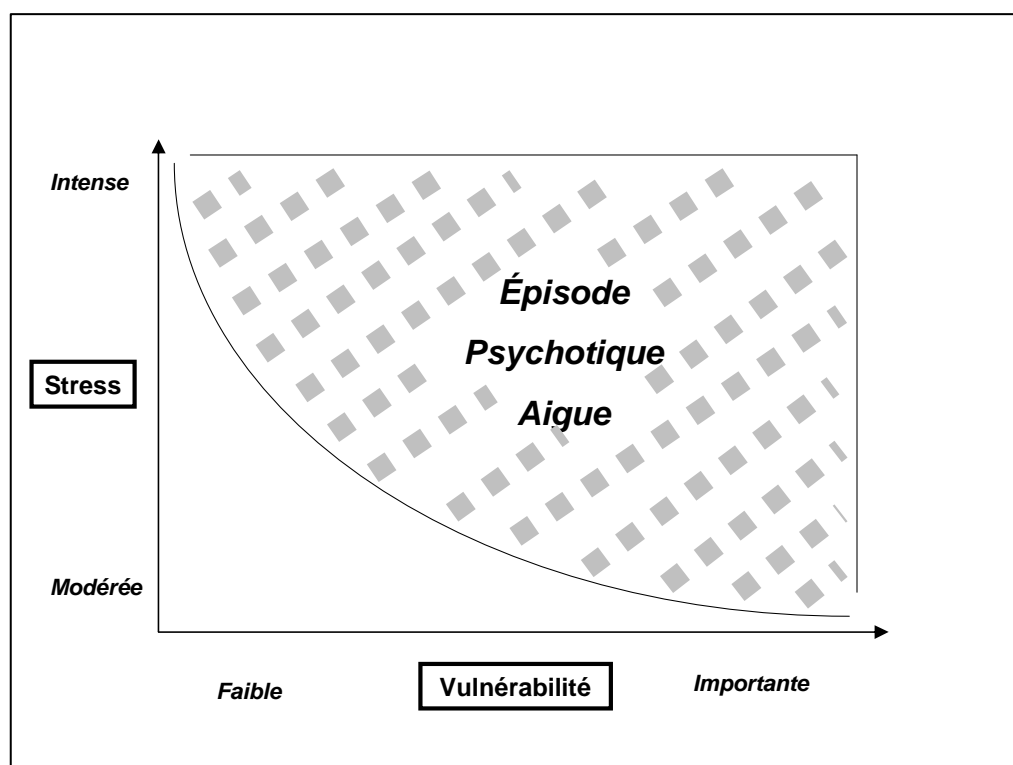 Intense
Épisode
Psychotique
Stress
Aigue
Modérée
Faible
Vulnérabilité
Importante